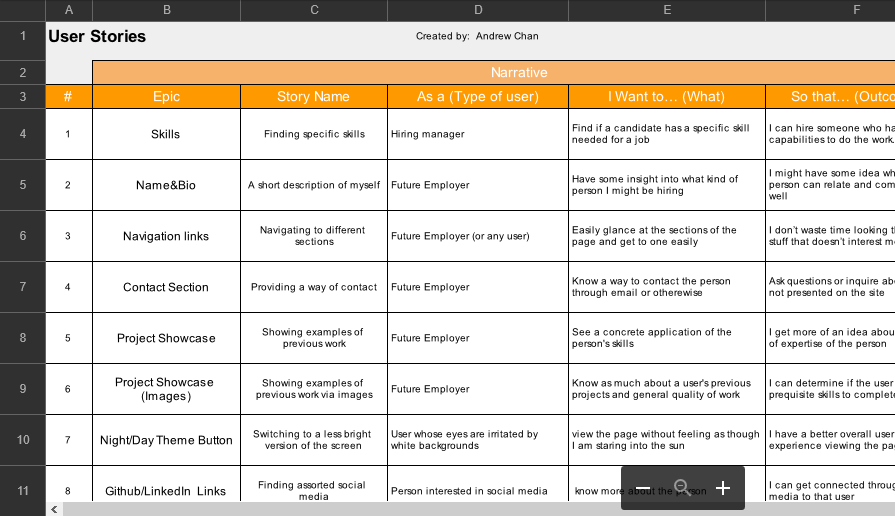 A B C D E F
1 User Stories Created by: Andrew Chan
2 Narrative
3 # Epic Story Name As a (Type of user) I Want to... (What) So that... (Outco
4 1 Skills Finding specific skills Hiring manager Find if a candidate has a specific skill
needed for a job I can hire someone who ha
capabilities to do the work.
5 2 Name&Bio A short description of myself Future Employer Have some insight into what kind of
person I might be hiring I might have some idea wh
person can relate and com
well
6 3 Navigation links Navigating to different
sections Future Employer (or any user) Easily glance at the sections of the
page and get to one easily I don't waste time looking t
stuff that doesn't interest m
7 4 Contact Section Providing a way of contact Future Employer Know a way to contact the person
through email or otherewise Ask questions or inquire abo
not presented on the site
8 5 Project Showcase Showing examples of
previous work Future Employer See a concrete application of the
person's skills I get more of an idea abou
of expertise of the person
9 6 Project Showcase
(Images) Showing examples of
previous work via images Future Employer Know as much about a user's previous
projects and general quality of work I can determine if the user
prequisite skills to complete
10 7 Night/Day Theme Button Switching to a less bright
version of the screen User whose eyes are irritated by
white backgrounds view the page without feeling as though
I am staring into the sun I have a better overall user
experience viewing the pa
11 8 Github/LinkedIn Links Finding assorted social
media Person interested in social media know more about the person I can get connected throug
media to that user